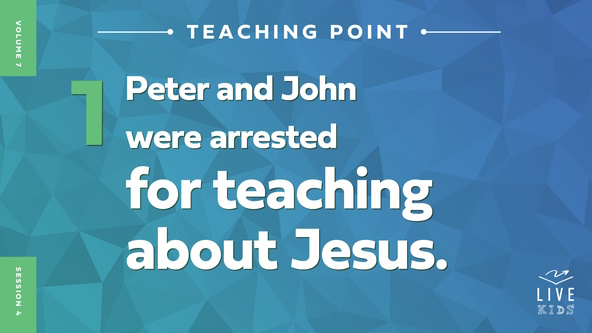 VOLUME 7
TEACHING POINT
1
Peter and John
were arrested
for teaching
about Jesus.
SESSION 4
LIVE
KIDS